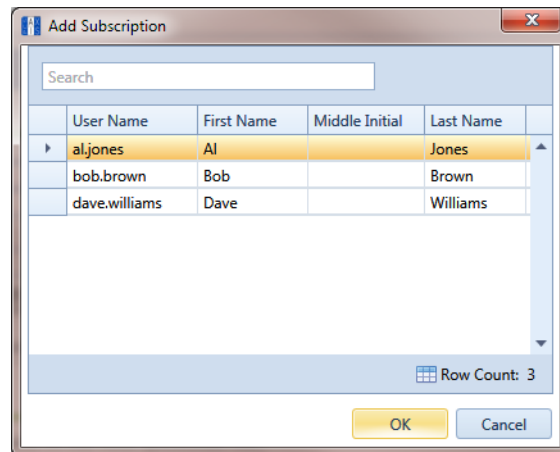 Add Subscription
Search
User Name First Name Middle Initial Last Name
al.jones Al Jones
bob.brown Bob Brown
dave.williams Dave Williams
Row Count: 3
OK Cancel